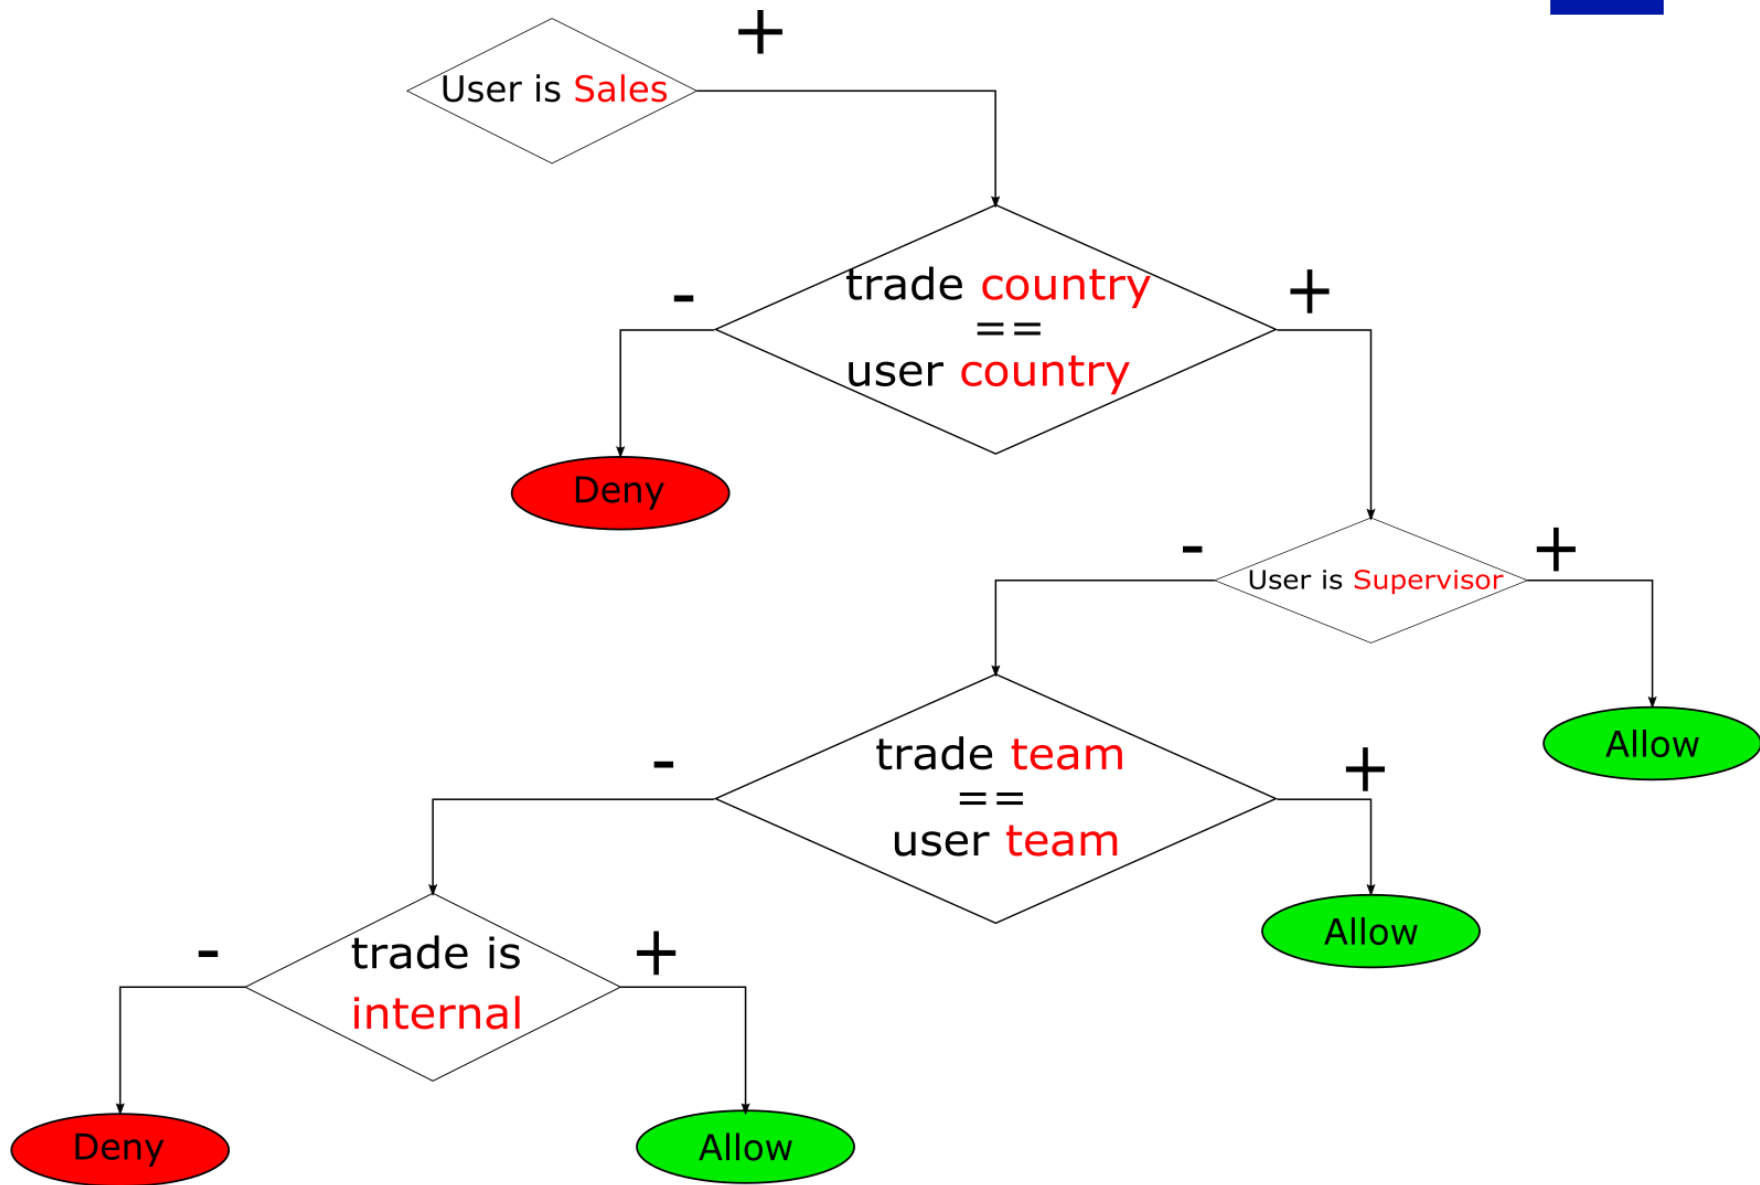 +
User is Sales
trade country
==
user country
-
+
Deny
-
+
User is Supervisor
Allow
trade team
==
user team
-
+
Allow
trade is
internal
-
+
Deny
Allow